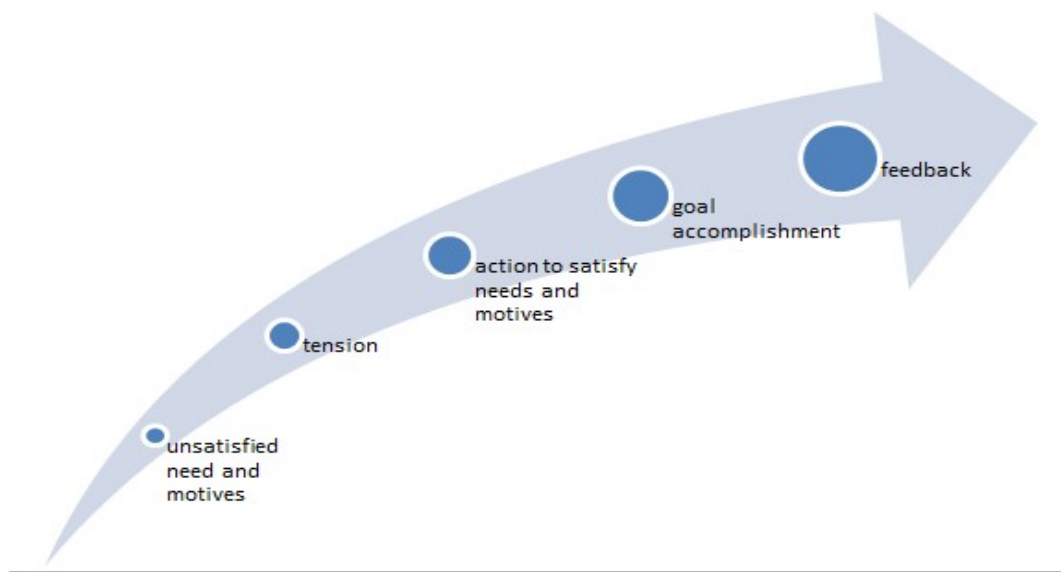 feedback
goal
accomplishment
action to satisfy
needs and
motives
tension
unsatisfied
need and
motives